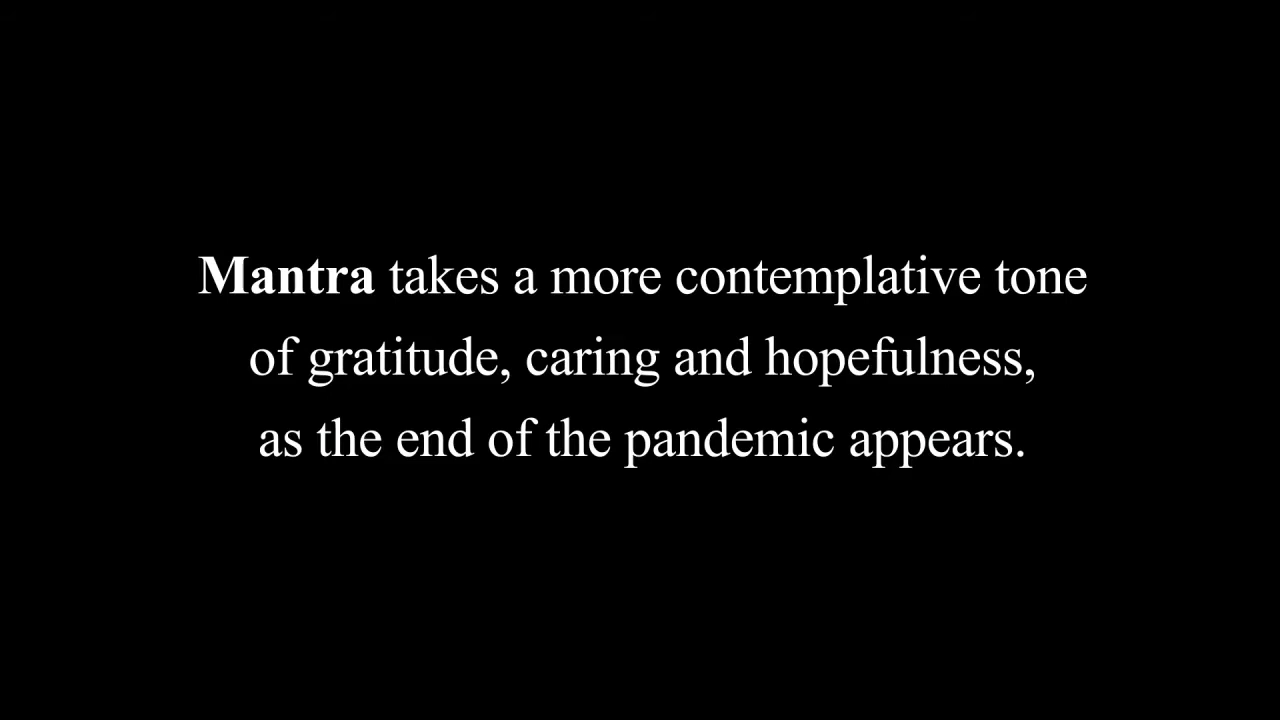 Mantra takes a more contemplative tone
of gratitude, caring and hopefulness,
as the end of the pandemic appears.